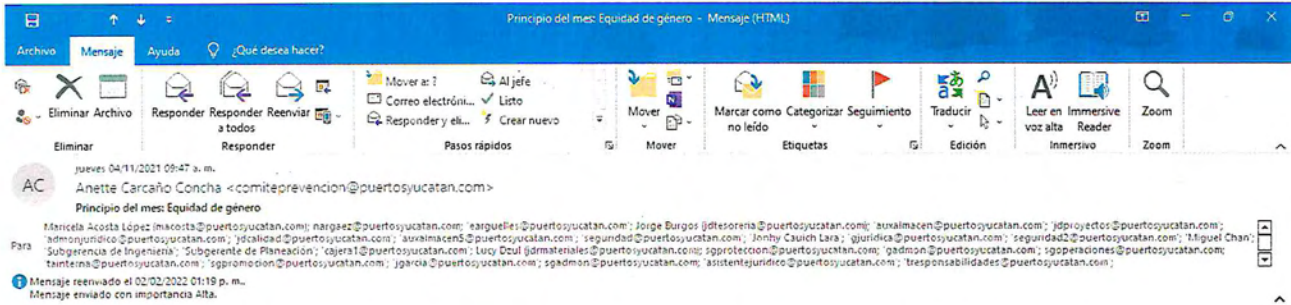 Principio del mes: Equidad de género - Mensaje (HTML)
Archivo Mensaje Ayuda ¿Qué desea hacer?
Eliminar Archivo
Responder Responder a todos Reenviar
Mover a: ? Al jefe
Correo electróni... Listo
Responder y eli... Crear nuevo
Mover
Marcar como no leído Categorizar Seguimiento
Traducir
Leer en voz alta Immersive Reader
Zoom
Eliminar Responder Pasos rápidos Mover Etiquetas Edición Inmersivo Zoom
jueves 04/11/2021 09:47 a. m.
AC
Anette Carcaño Concha <comiteprevencion@puertosyucatan.com>
Principio del mes: Equidad de género
Maricela Acosta López (macosta@puertosyucatan.com); nargaez@puertosyucatan.com; 'earguelles@puertosyucatan.com'; Jorge Burgos (jdtesoreria@puertosyucatan.com); 'auxalmacen@puertosyucatan.com'; 'jdproyectos@puertosyucatan.com';
Para 'admonjuridico@puertosyucatan.com'; 'jdcalidad@puertosyucatan.com'; 'auxalmacen5@puertosyucatan.com'; 'seguridad@puertosyucatan.com'; 'Jonhy Cauich Lara'; 'gjuridica@puertosyucatan.com'; 'seguridad2@puertosyucatan.com'; 'Miguel Chan';
'Subgerencia de Ingeniería'; 'Subgerente de Planeación'; 'cajera1@puertosyucatan.com'; Lucy Dzul (jdrmateriales@puertosyucatan.com); sgproteccion@puertosyucatan.com; 'gadmon@puertosyucatan.com'; sgoperaciones@puertosyucatan.com;
'tainterna@puertosyucatan.com'; 'sgpromocion@puertosyucatan.com'; 'jgarcia@puertosyucatan.com'; sgadmon@puertosyucatan.com; 'asistentejuridico@puertosyucatan.com'; 'tresponsabilidades@puertosyucatan.com';
Mensaje reenviado el 02/02/2022 01:19 p. m..
Mensaje enviado con importancia Alta.